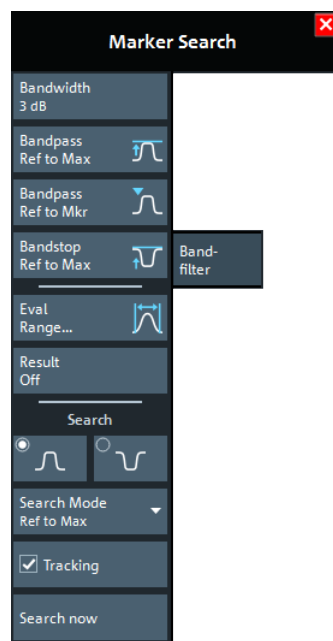 Marker Search
Bandwidth
3 dB
Bandpass
Ref to Max
Bandpass
Ref to Mkr
Bandstop
Ref to Max
Band-
filter
Eval
Range...
Result
Off
Search
Search Mode
Ref to Max
Tracking
Search now